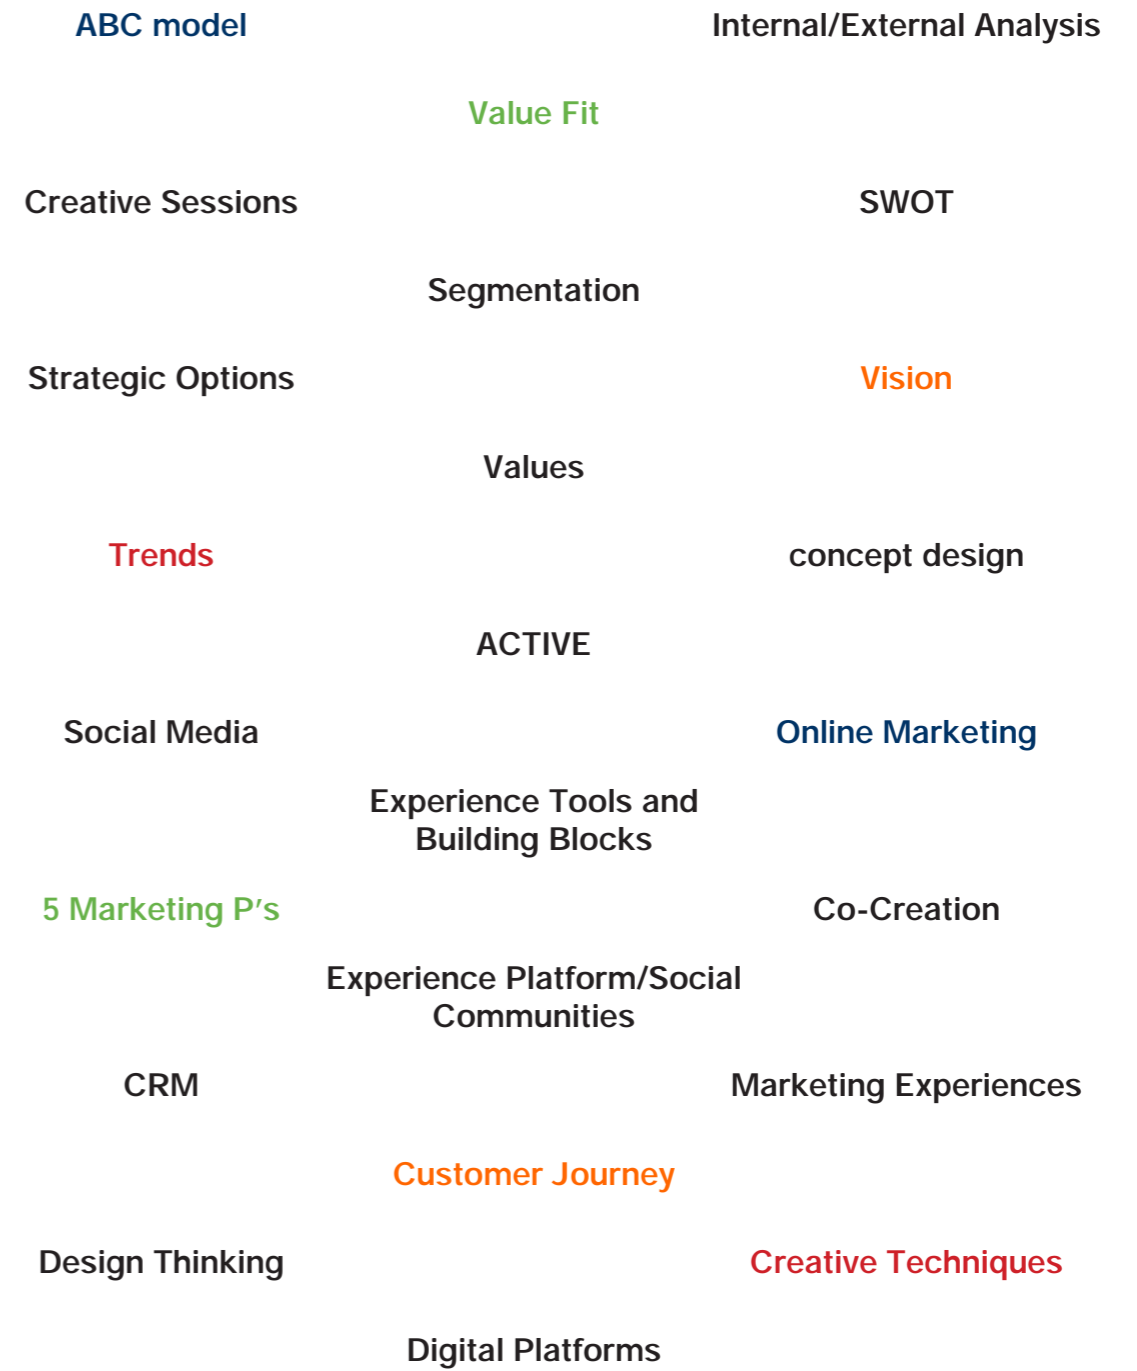 ABC model
Internal/External Analysis
Value Fit
Creative Sessions
SWOT
Segmentation
Strategic Options
Vision
Values
Trends
concept design
ACTIVE
Social Media
Online Marketing
Experience Tools and
Building Blocks
5 Marketing P's
Co-Creation
Experience Platform/Social
Communities
CRM
Marketing Experiences
Customer Journey
Design Thinking
Creative Techniques
Digital Platforms